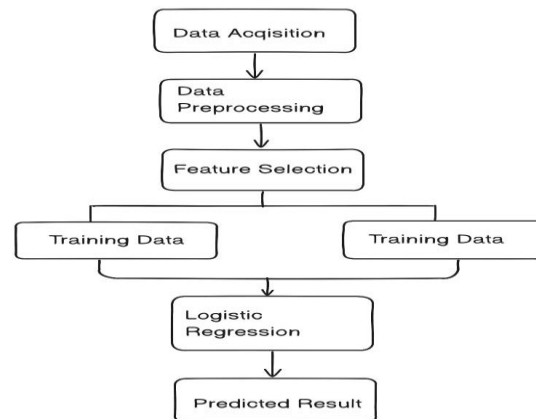 Data Acqisition
Data
Preprocessing
Feature Selection
Training Data
Training Data
Logistic
Regression
Predicted Result